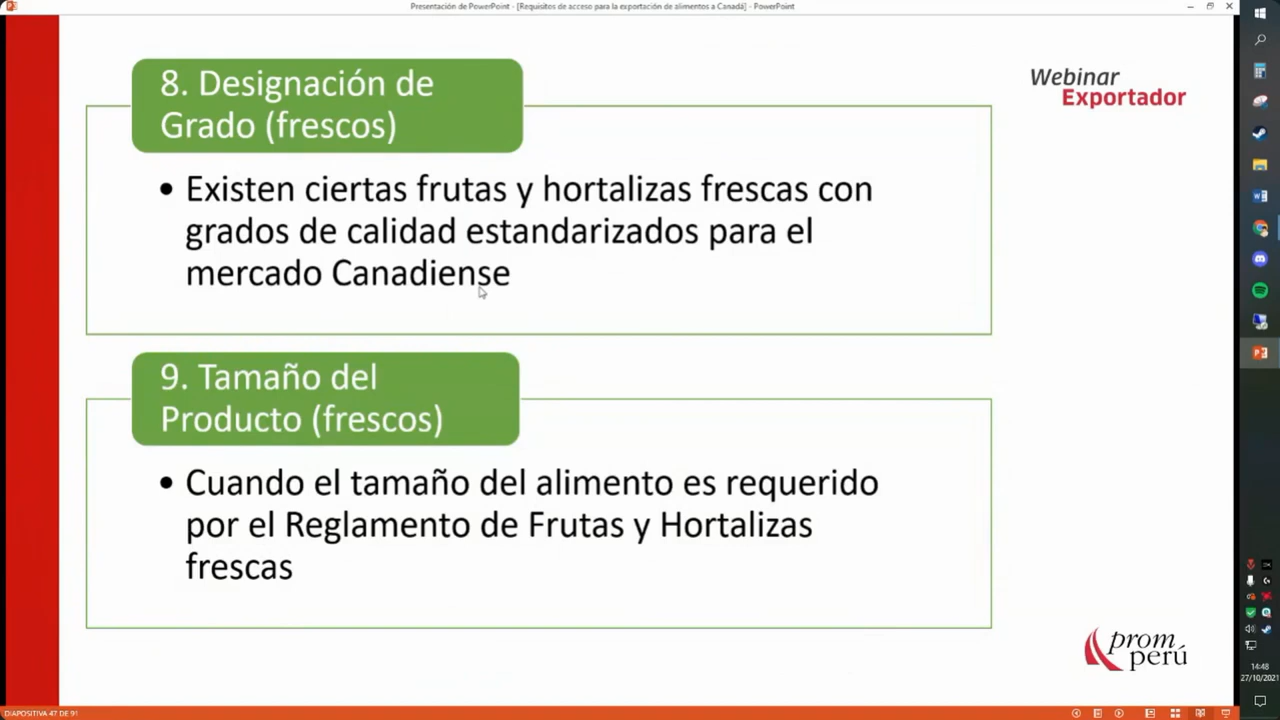 Presentación de PowerPoint - [Requisitos de acceso para la exportación de alimentos a Canadá] - PowerPoint
8. Designación de
Grado (frescos)
Webinar
Exportador
• Existen ciertas frutas y hortalizas frescas con
grados de calidad estandarizados para el
mercado Canadiense
9. Tamaño del
Producto (frescos)
• Cuando el tamaño del alimento es requerido
por el Reglamento de Frutas y Hortalizas
frescas
prom
perú
14:48
27/10/2021
DIAPOSITIVA 47 DE 91